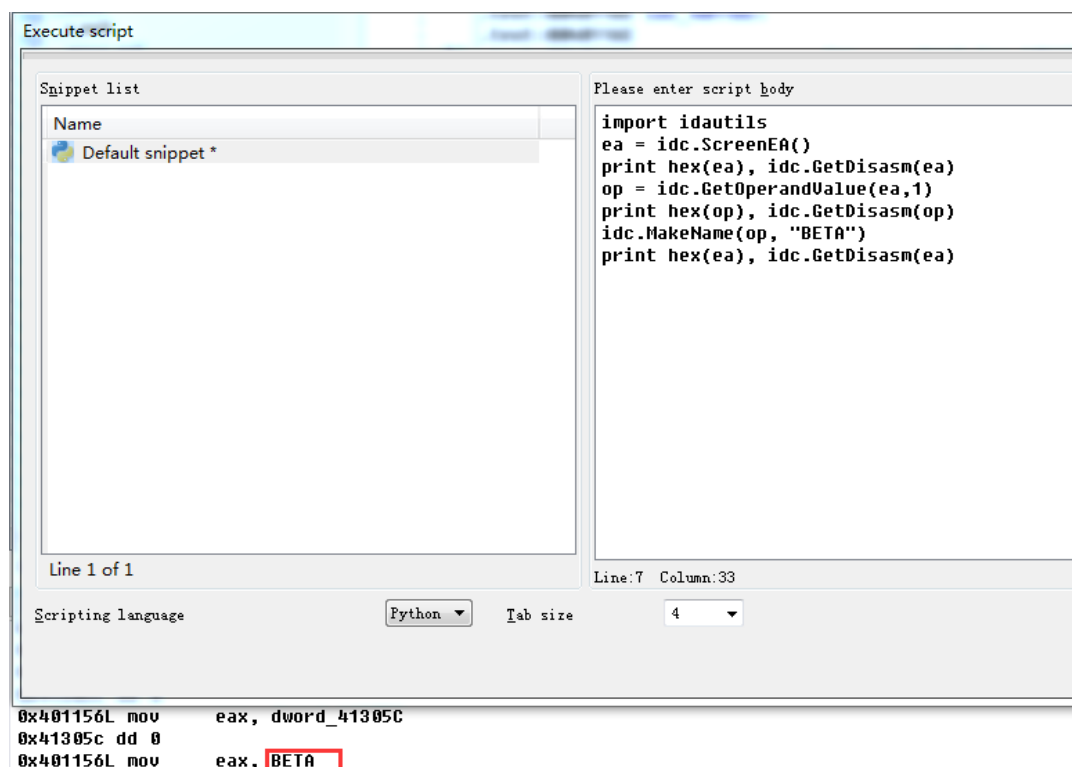 Execute script
Snippet list
Name
Default snippet *
Line 1 of 1
Please enter script body
import idautils
ea = idc.ScreenEA()
print hex(ea), idc.GetDisasm(ea)
op = idc.GetOperandValue(ea,1)
print hex(op), idc.GetDisasm(op)
idc.MakeName(op, "BETA")
print hex(ea), idc.GetDisasm(ea)
Line:7 Column:33
Scripting language
Python
Tab size
4
0x401156L mov eax, dword_41305C
0x41305c dd 0
0x401156L mov eax, BETA